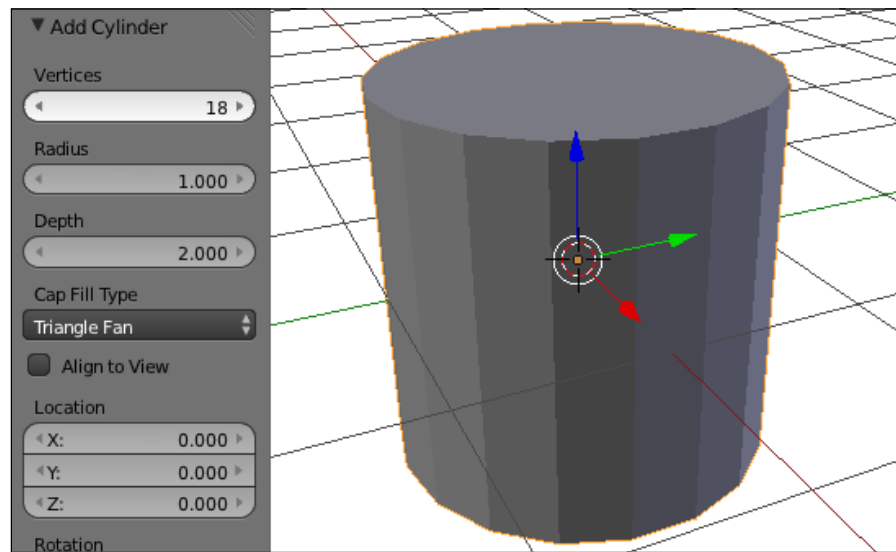 Add Cylinder
Vertices
18
Radius
1.000
Depth
2.000
Cap Fill Type
Triangle Fan
Align to View
Location
X: 0.000
Y: 0.000
Z: 0.000
Rotation